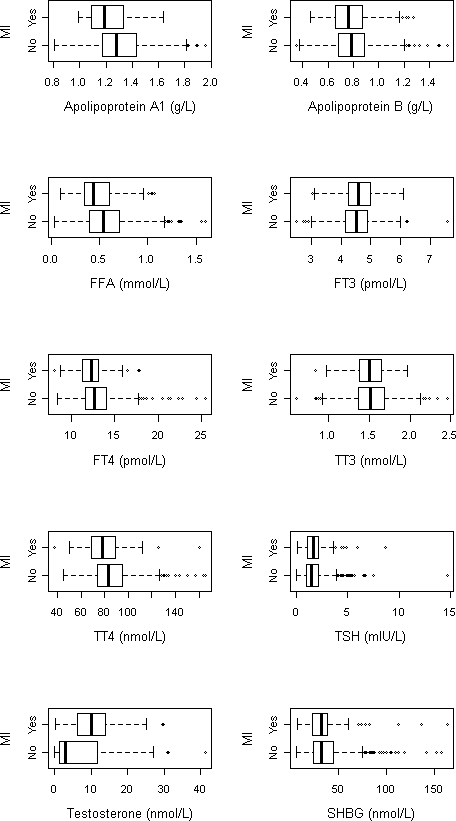 MI Yes No MI Yes No
0.8 1.0 1.2 1.4 1.6 1.8 2.0 0.4 0.6 0.8 1.0 1.2 1.4
Apolipoprotein A1 (g/L) Apolipoprotein B (g/L)
MI Yes No MI Yes No
0.0 0.5 1.0 1.5 3 4 5 6 7
FFA (mmol/L) FT3 (pmol/L)
MI Yes No MI Yes No
10 15 20 25 1.0 1.5 2.0 2.5
FT4 (pmol/L) TT3 (nmol/L)
MI Yes No MI Yes No
40 60 80 100 140 0 5 10 15
TT4 (nmol/L) TSH (mIU/L)
MI Yes No MI Yes No
0 10 20 30 40 50 100 150
Testosterone (nmol/L) SHBG (nmol/L)